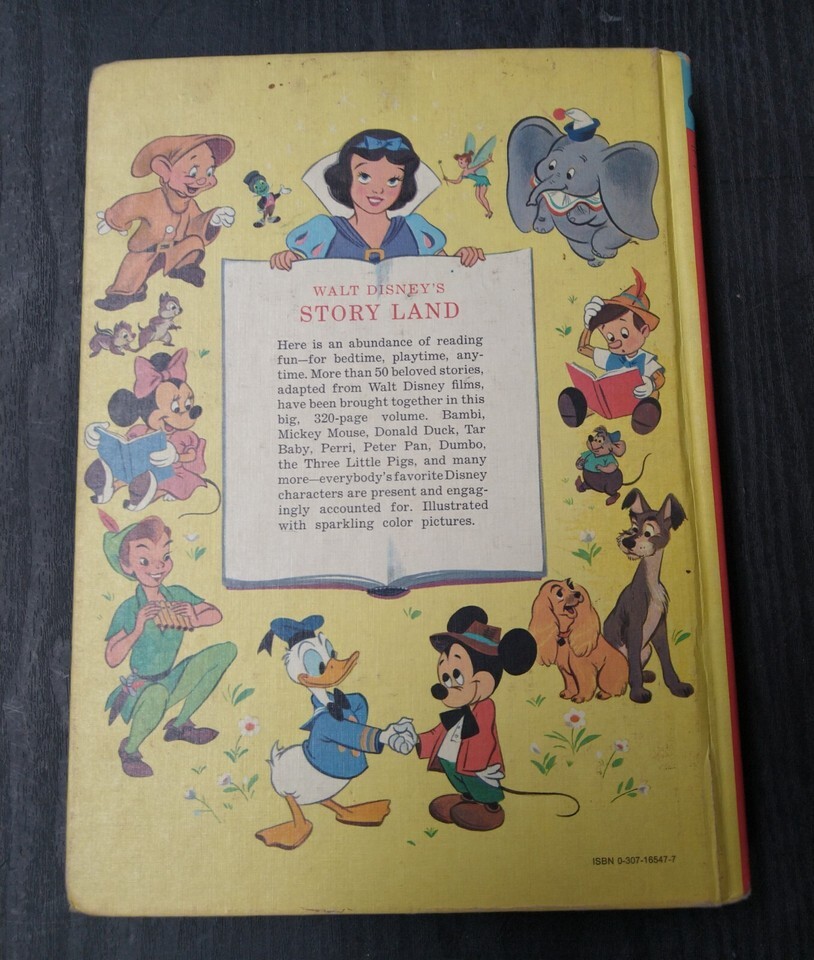 WALT DISNEY'S
STORY LAND
Here is an abundance of reading
fun—for bedtime, playtime, any-
time. More than 50 beloved stories,
adapted from Walt Disney films,
have been brought together in this
big, 320-page volume. Bambi,
Mickey Mouse, Donald Duck, Tar
Baby, Perri, Peter Pan, Dumbo,
the Three Little Pigs, and many
more—everybody's favorite Disney
characters are present and engag-
ingly accounted for. Illustrated
with sparkling color pictures.
ISBN 0-307-16547-7